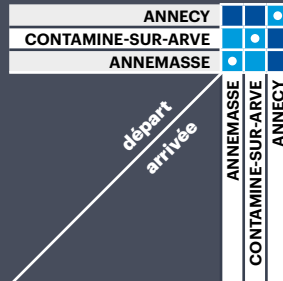 ANNECY
CONTAMINE-SUR-ARVE
ANNEMASSE
départ
arrivée
ANNEMASSE
CONTAMINE-SUR-ARVE
ANNECY